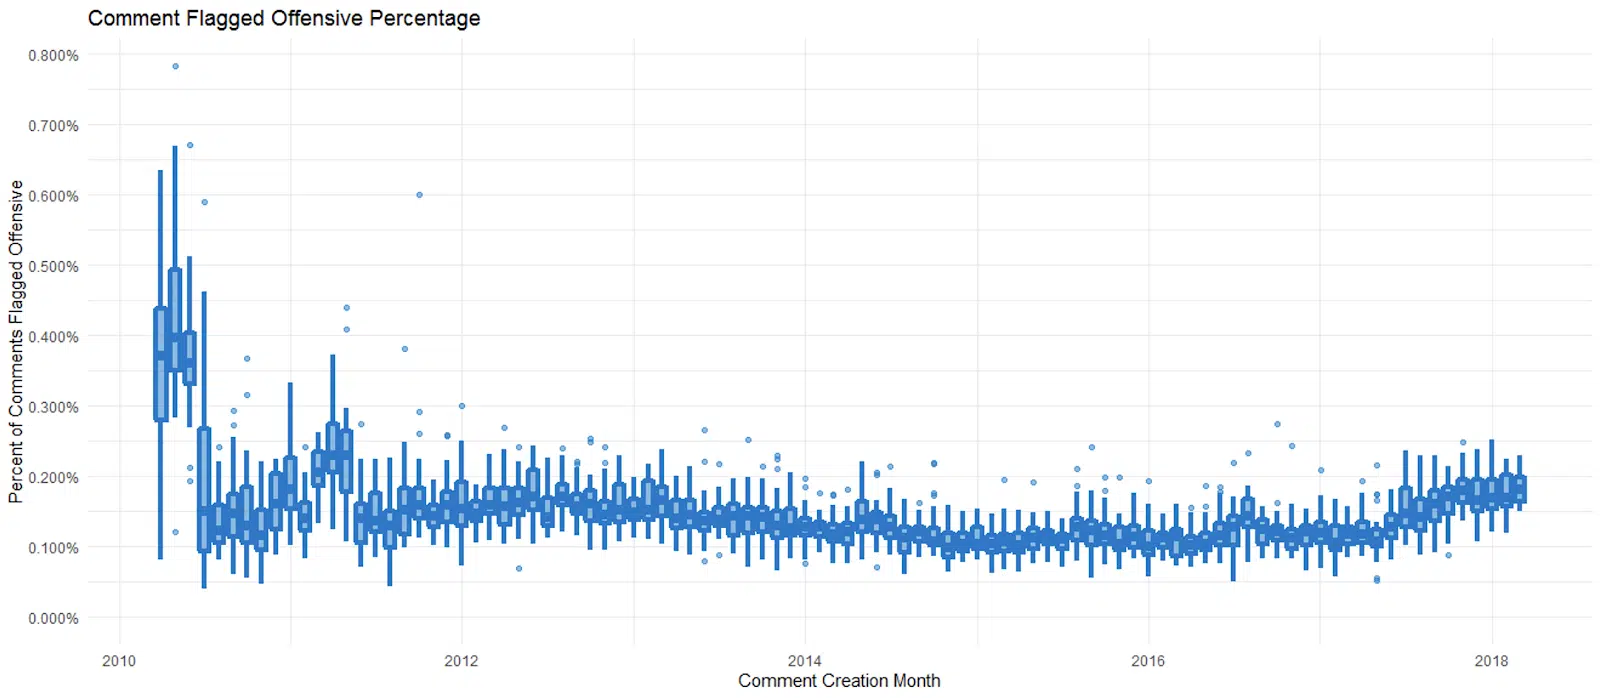 Comment Flagged Offensive Percentage
0.800%
0.700%
0.600%
0.500%
0.400%
0.300%
0.200%
0.100%
0.000%
Percent of Comments Flagged Offensive
2010 2012 2014 2016 2018
Comment Creation Month